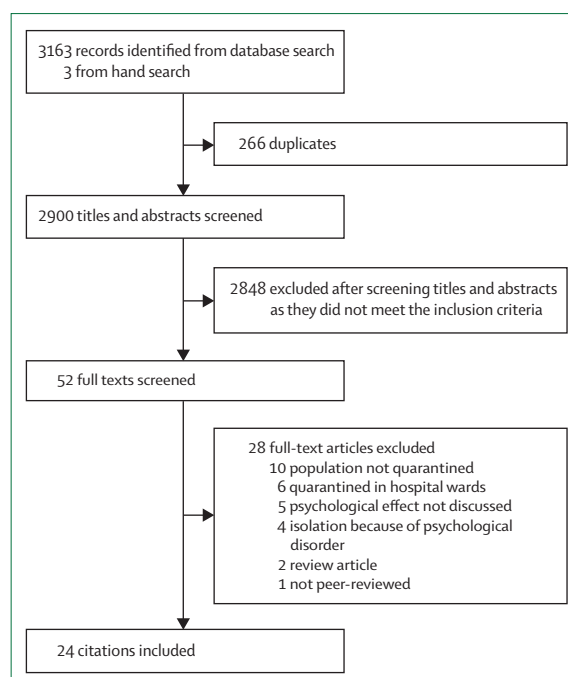 3163 records identified from database search
3 from hand search
266 duplicates
2900 titles and abstracts screened
2848 excluded after screening titles and abstracts
as they did not meet the inclusion criteria
52 full texts screened
28 full-text articles excluded
10 population not quarantined
6 quarantined in hospital wards
5 psychological effect not discussed
4 isolation because of psychological
disorder
2 review article
1 not peer-reviewed
24 citations included